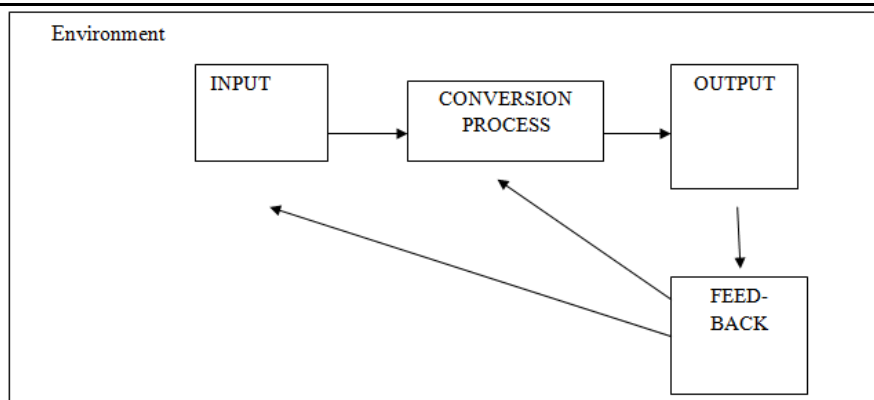 Environment
INPUT
CONVERSION
PROCESS
OUTPUT
FEED-
BACK